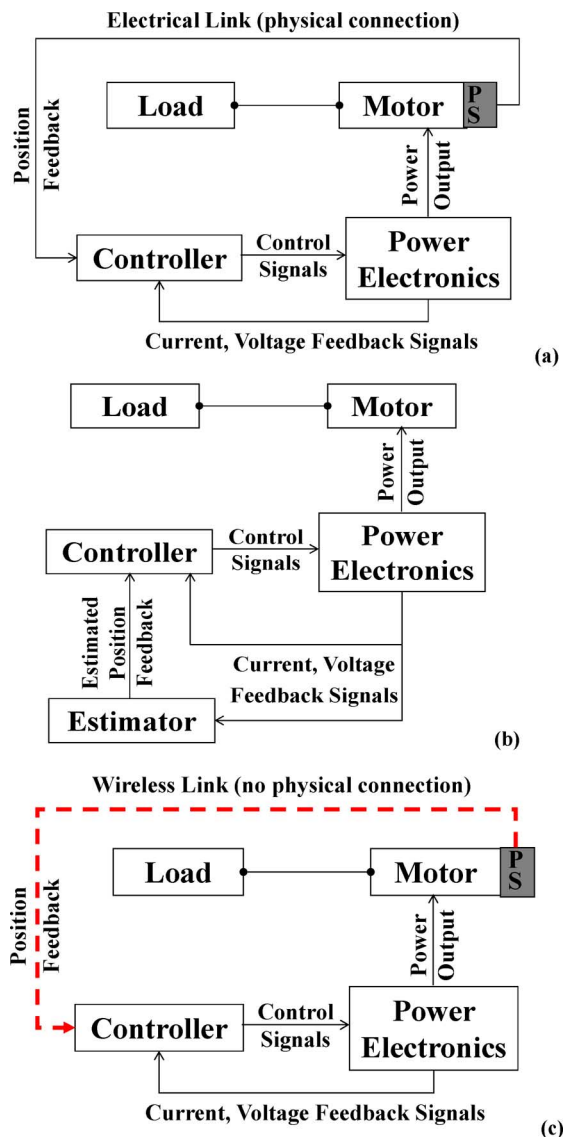 Electrical Link (physical connection)
Load
Motor
P
S
Position
Feedback
Power
Output
Controller
Control
Signals
Power
Electronics
Current, Voltage Feedback Signals
(a)
Load
Motor
Power
Output
Controller
Control
Signals
Power
Electronics
Estimated
Position
Feedback
Current, Voltage
Feedback Signals
Estimator
(b)
Wireless Link (no physical connection)
Load
Motor
P
S
Position
Feedback
Power
Output
Controller
Control
Signals
Power
Electronics
Current, Voltage Feedback Signals
(c)